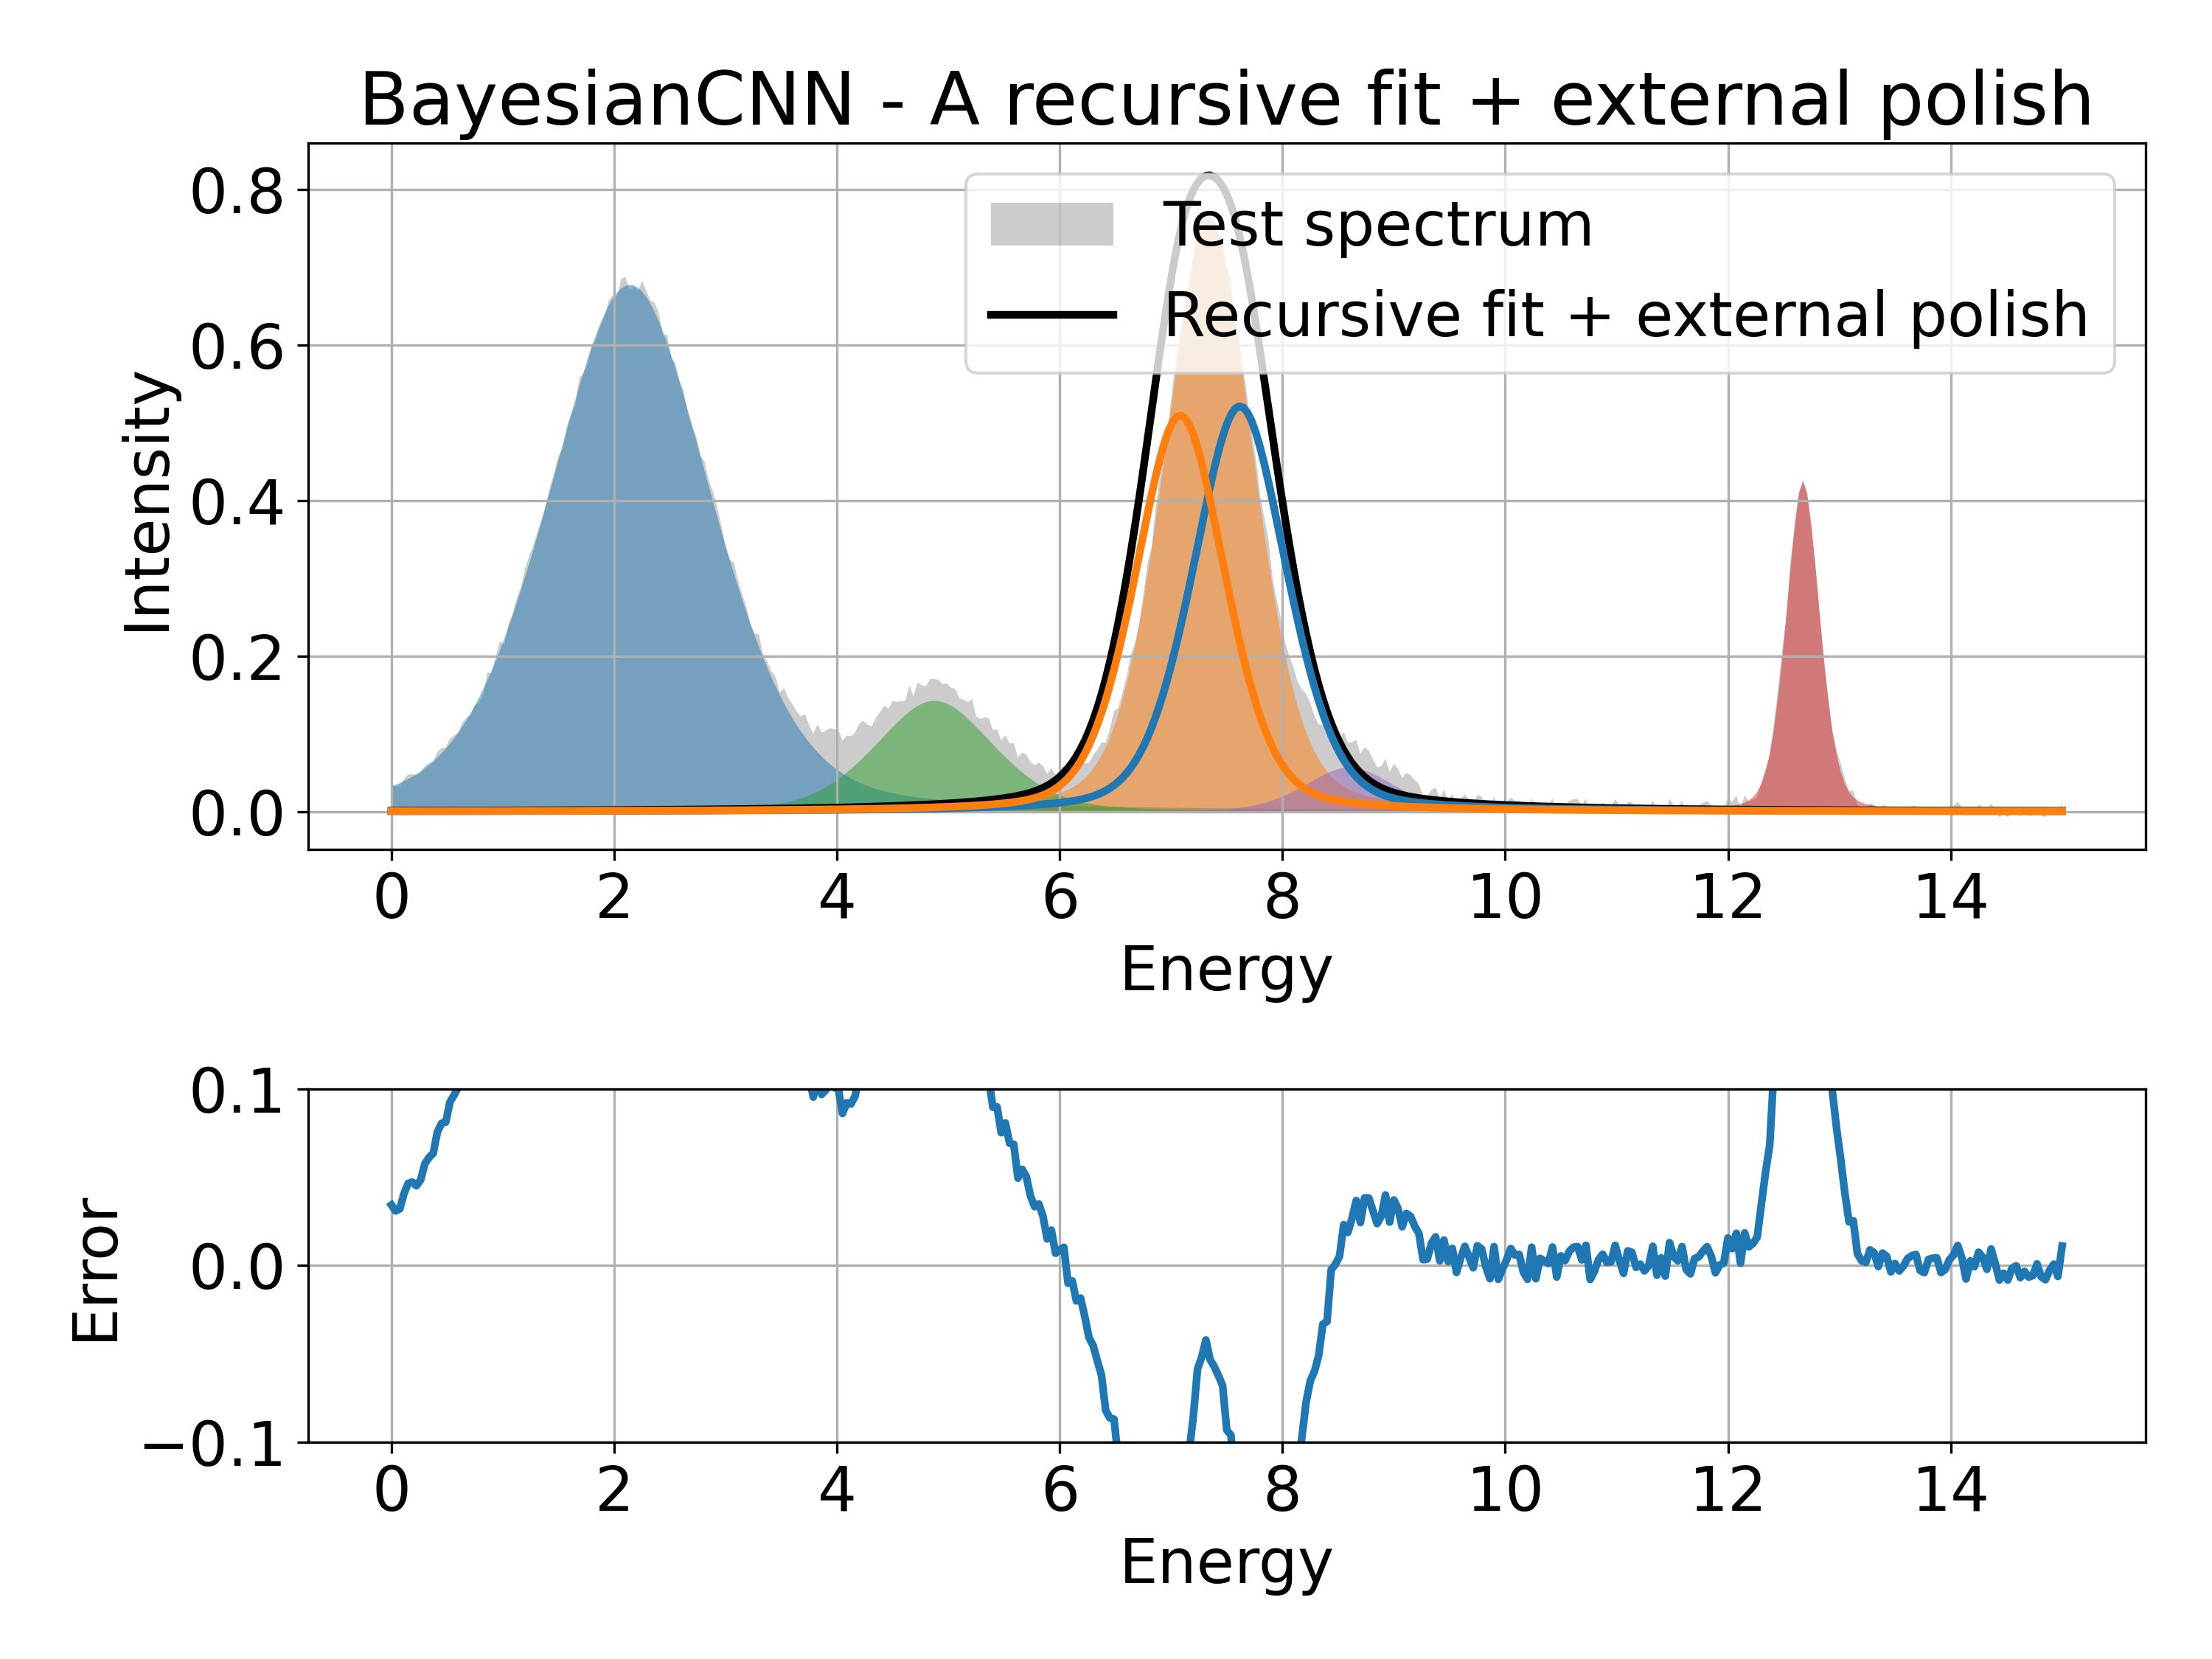 BayesianCNN - A recursive fit + external polish
Intensity
0.8
0.6
0.4
0.2
0.0
Test spectrum
Recursive fit + external polish
0 2 4 6 8 10 12 14
Energy
Error
0.1
0.0
−0.1
0 2 4 6 8 10 12 14
Energy